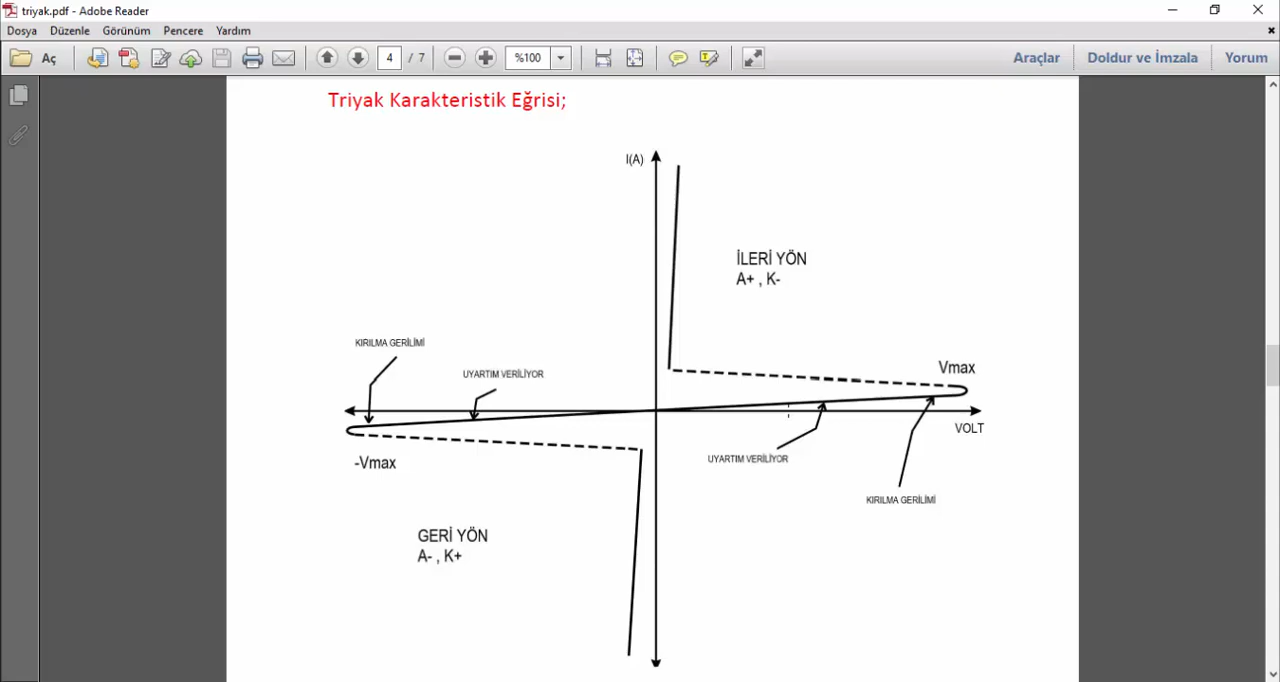 triyak.pdf - Adobe Reader
Dosya Düzenle Görünüm Pencere Yardım
Aç 4 / 7 %100 Araçlar Doldur ve İmzala Yorum
Triyak Karakteristik Eğrisi;
I(A)
İLERİ YÖN
A+ , K-
KIRILMA GERİLİMİ
UYARTIM VERİLİYOR
Vmax
VOLT
-Vmax
UYARTIM VERİLİYOR
KIRILMA GERİLİMİ
GERİ YÖN
A- , K+